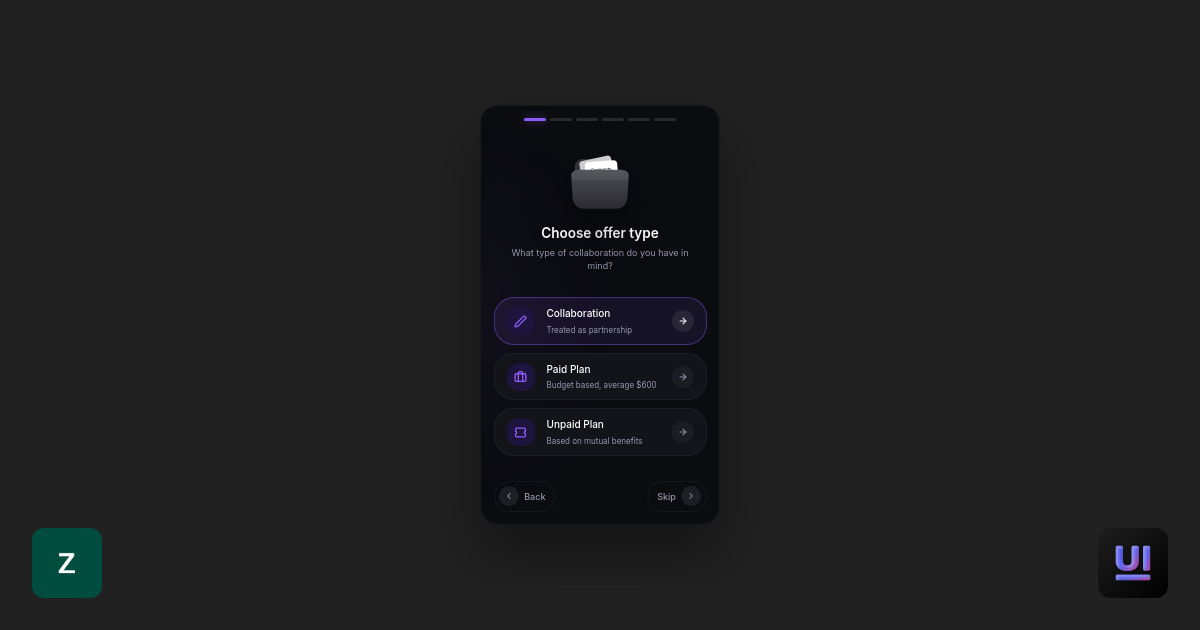 Choose offer type
What type of collaboration do you have in
mind?
Collaboration
Treated as partnership
Paid Plan
Budget based, average $600
Unpaid Plan
Based on mutual benefits
Back
Skip
Z
UI